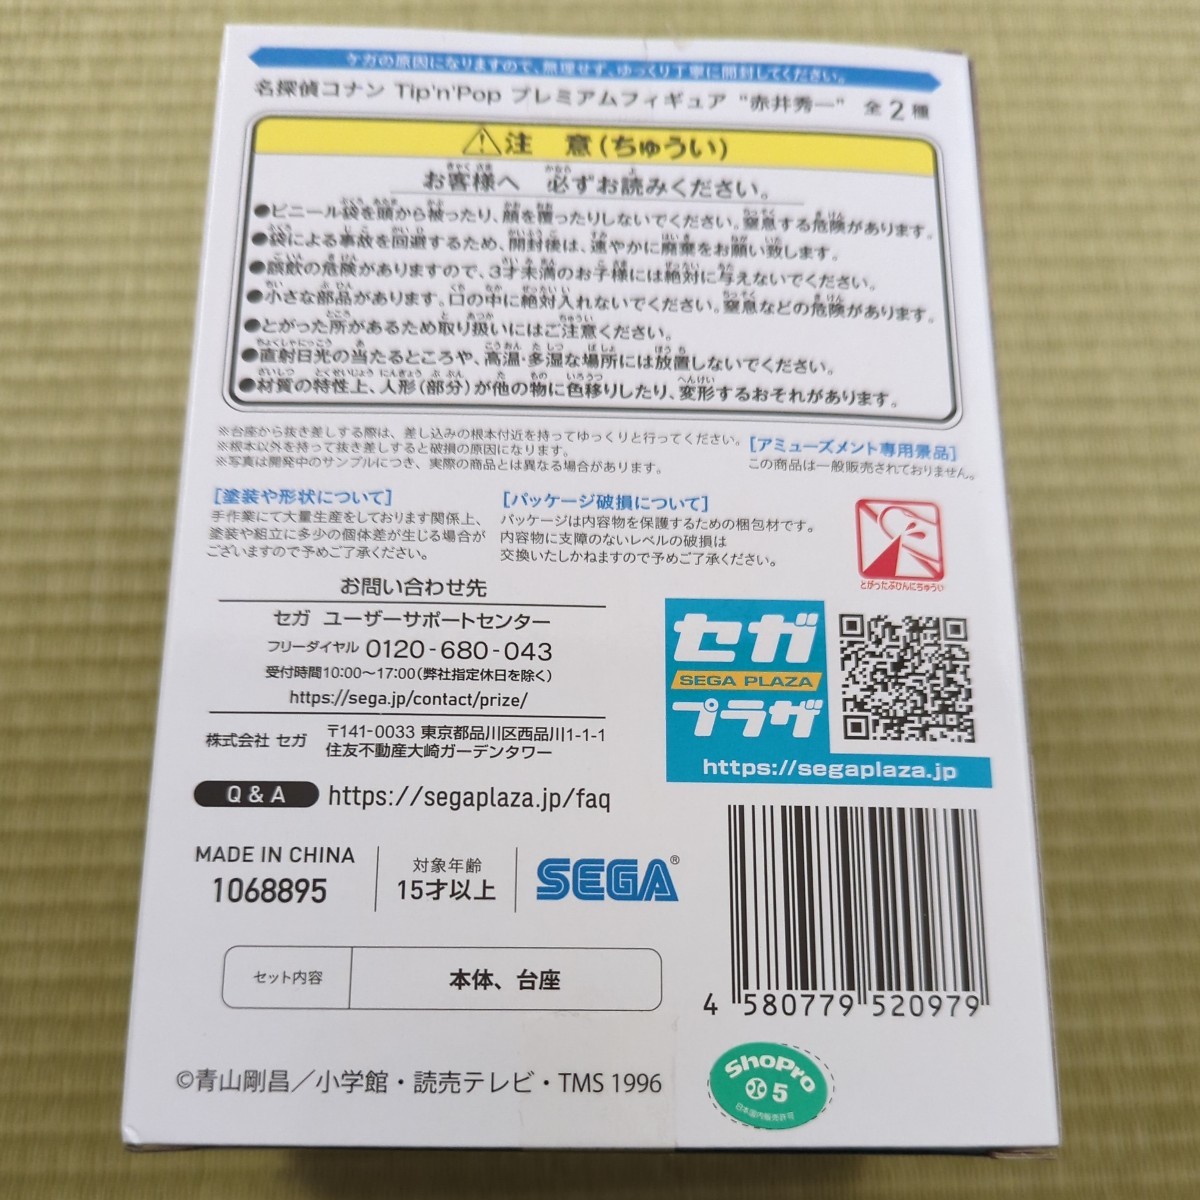 ケガの原因になりますので、無理せず、ゆっくり丁寧に開封してください。
名探偵コナン Tip'n'Pop プレミアムフィギュア "赤井秀一" 全2種
注 意(ちゅうい)
お客様へ 必ずお読みください。
●ビニール袋を頭から被ったり、顔を覆ったりしないでください。窒息する危険があります。
●袋による事故を回避するため、開封後は、速やかに廃棄をお願い致します。
●誤飲の危険がありますので、3才未満のお子様には絶対に与えないでください。
●小さな部品があります。口の中に絶対入れないでください。窒息などの危険があります。
●とがった所があるため取り扱いにはご注意ください。
●直射日光の当たるところや、高温・多湿な場所には放置しないでください。
●材質の特性上、人形(部分)が他の物に色移りしたり、変形するおそれがあります。
※台座から抜き差しする際は、差し込みの根本付近を持ってゆっくりと行ってください。
※根本以外を持って抜き差しすると破損の原因になります。
※写真は開発中のサンプルにつき、実際の商品とは異なる場合があります。
[アミューズメント専用景品]
この商品は一般販売されておりません。
[塗装や形状について]
手作業にて大量生産をしております関係上、
塗装や組立に多少の個体差が生じる場合が
ございますので予めご了承ください。
[パッケージ破損について]
パッケージは内容物を保護するための梱包材です。
内容物に支障のないレベルの破損は
交換いたしかねますので予めご了承ください。
とがったぶひんにちゅうい
お問い合わせ先
セガ ユーザーサポートセンター
フリーダイヤル 0120-680-043
受付時間10:00〜17:00(弊社指定休日を除く)
https://sega.jp/contact/prize/
株式会社 セガ
〒141-0033 東京都品川区西品川1-1-1
住友不動産大崎ガーデンタワー
セガ
SEGA PLAZA
プラザ
https://segaplaza.jp
Q & A https://segaplaza.jp/faq
MADE IN CHINA
1068895
対象年齢
15才以上
SEGA®
セット内容
本体、台座
4 580779 520979
©青山剛昌／小学館・読売テレビ・TMS 1996
ShoPro
5
日本国内販売許可